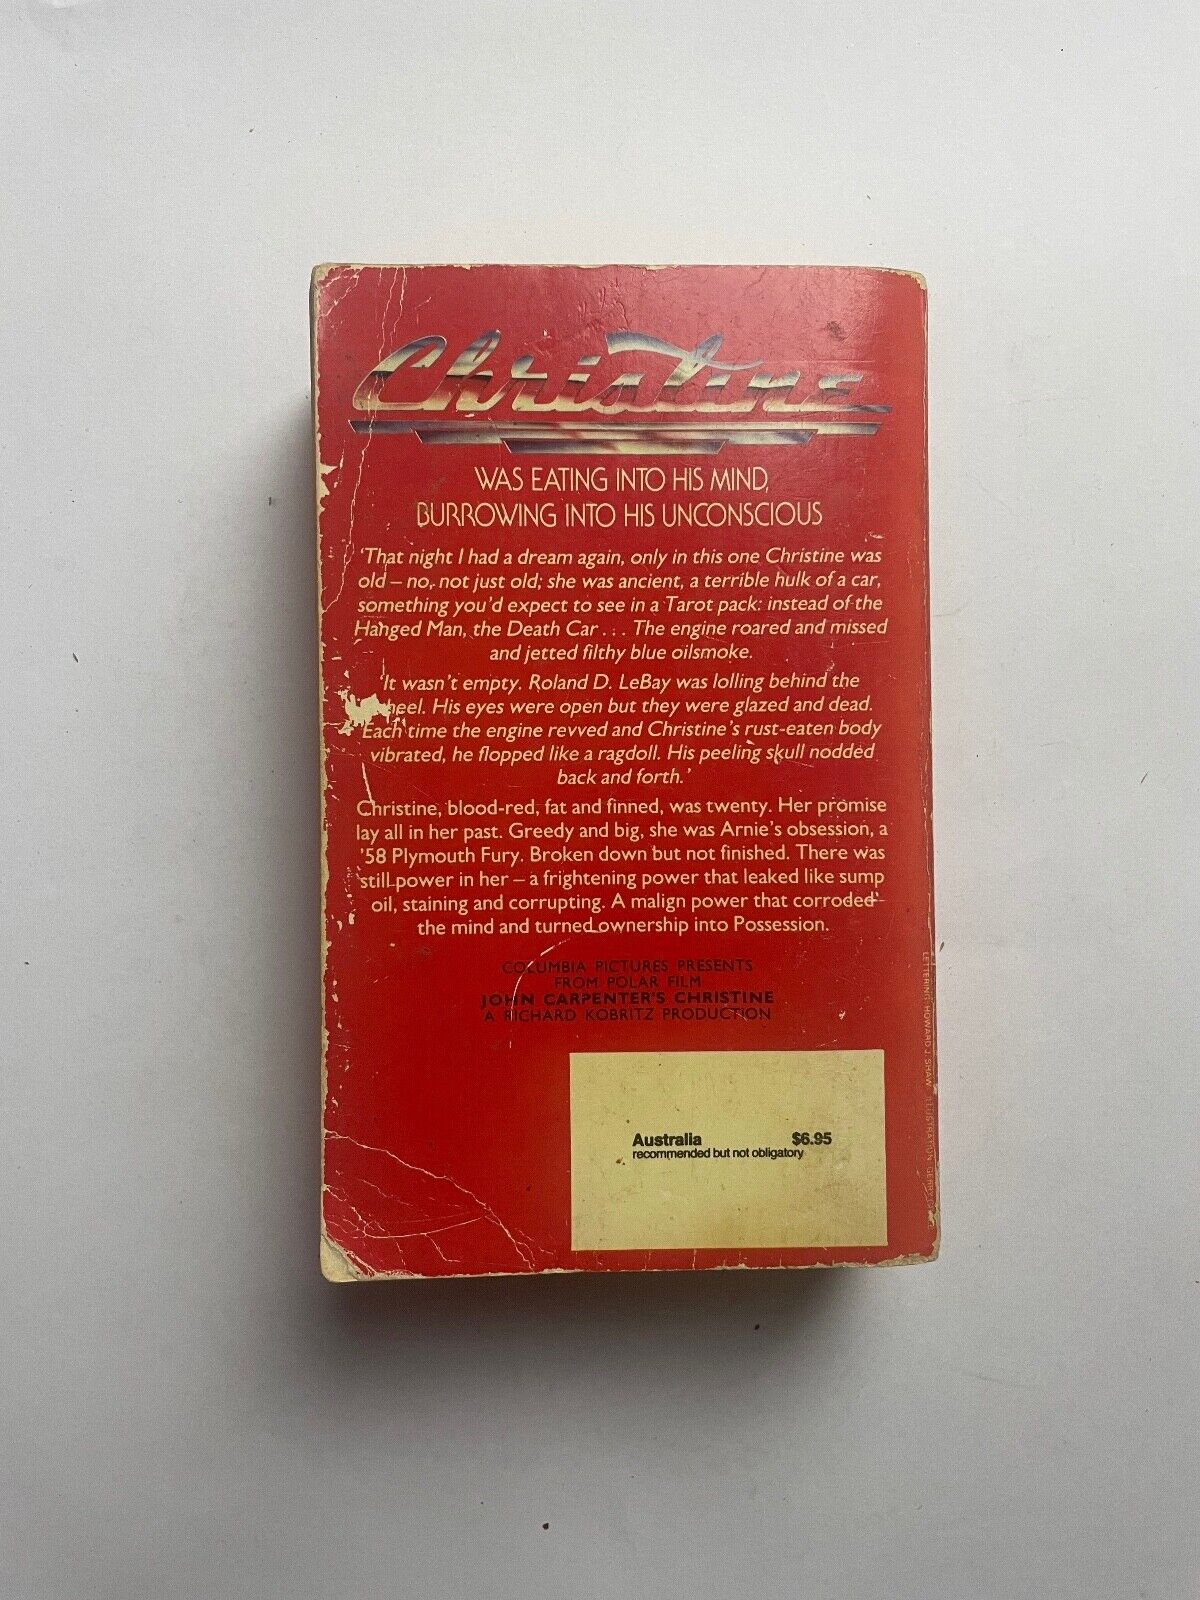 Christine
WAS EATING INTO HIS MIND,
BURROWING INTO HIS UNCONSCIOUS
'That night I had a dream again, only in this one Christine was
old – no, not just old; she was ancient, a terrible hulk of a car,
something you'd expect to see in a Tarot pack: instead of the
Hanged Man, the Death Car . . . The engine roared and missed
and jetted filthy blue oilsmoke.
'It wasn't empty. Roland D. LeBay was lolling behind the
heel. His eyes were open but they were glazed and dead.
Each time the engine revved and Christine's rust-eaten body
vibrated, he flopped like a ragdoll. His peeling skull nodded
back and forth.'
Christine, blood-red, fat and finned, was twenty. Her promise
lay all in her past. Greedy and big, she was Arnie's obsession, a
'58 Plymouth Fury. Broken down but not finished. There was
still power in her – a frightening power that leaked like sump
oil, staining and corrupting. A malign power that corroded
the mind and turned ownership into Possession.
COLUMBIA PICTURES PRESENTS
FROM POLAR FILM
JOHN CARPENTER'S CHRISTINE
A RICHARD KOBRITZ PRODUCTION
Australia $6.95
recommended but not obligatory
LETTERING: HOWARD J SHAW ILLUSTRATION: GERRY